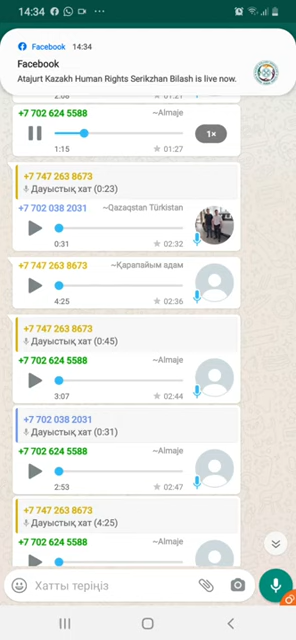 14:34
Facebook 14:34
Facebook
Atajurt Kazakh Human Rights Serikzhan Bilash is live now.
2:08 01:21
+7 702 624 5588 ~Almaje
1×
1:15 01:27
+7 747 263 8673
Дауыстық хат (0:23)
+7 702 038 2031 ~Qazaqstan Türkistan
0:31 02:32
+7 747 263 8673 ~Қарапайым адам
4:25 02:36
+7 747 263 8673
Дауыстық хат (0:45)
+7 702 624 5588 ~Almaje
3:07 02:44
+7 702 038 2031
Дауыстық хат (0:31)
+7 702 624 5588 ~Almaje
2:53 02:47
+7 747 263 8673
Дауыстық хат (4:25)
+7 702 624 5588 ~Almaje
Хатты теріңіз